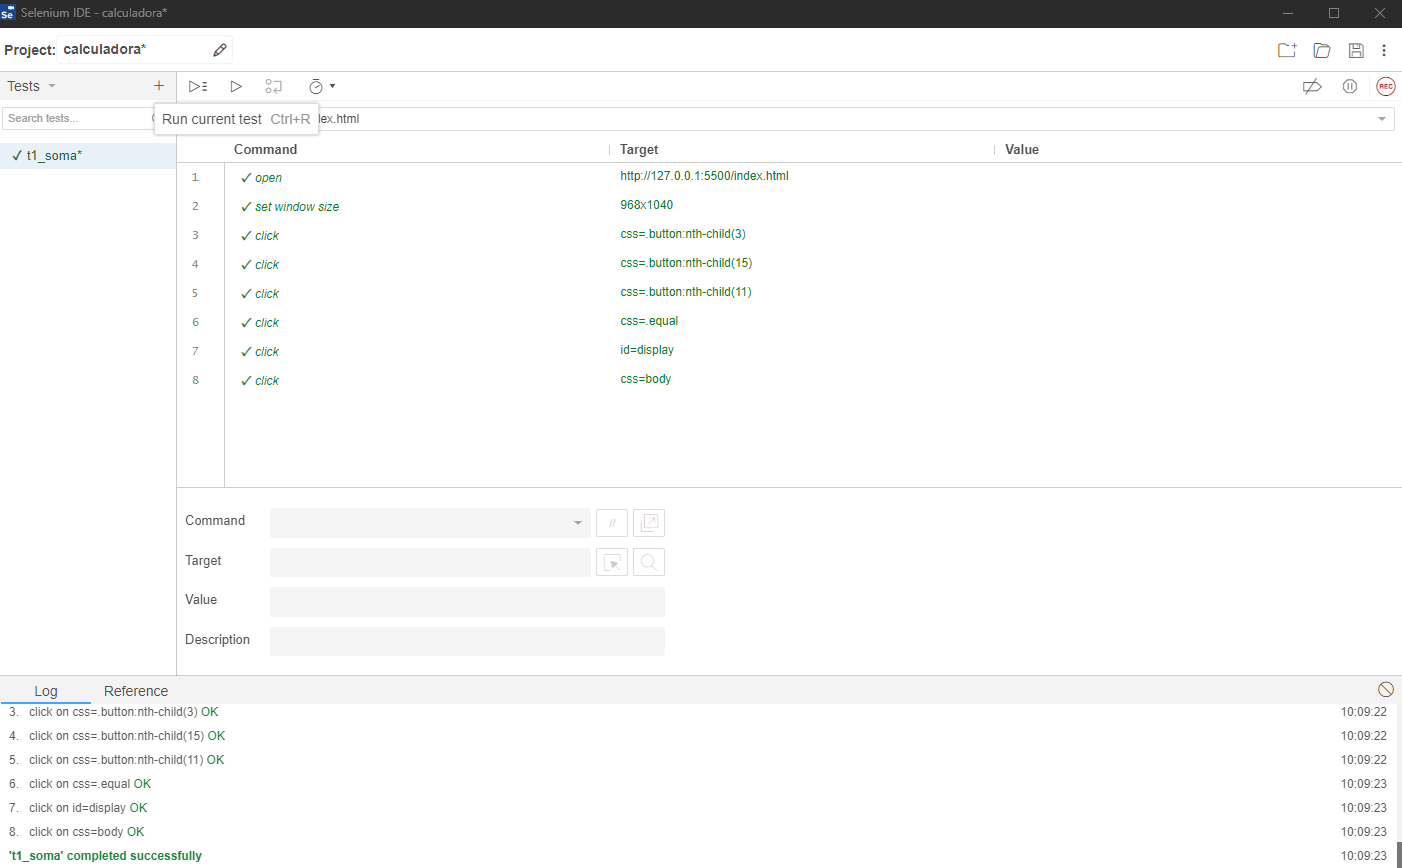 Selenium IDE - calculadora*
Project: calculadora*
Tests
Search tests...
Run current test Ctrl+R
dex.html
Command Target Value
✓ t1_soma*
1 ✓ open http://127.0.0.1:5500/index.html
2 ✓ set window size 968x1040
3 ✓ click css=.button:nth-child(3)
4 ✓ click css=.button:nth-child(15)
5 ✓ click css=.button:nth-child(11)
6 ✓ click css=.equal
7 ✓ click id=display
8 ✓ click css=body
REC
Command //
Target
Value
Description
Log Reference
3. click on css=.button:nth-child(3) OK 10:09:22
4. click on css=.button:nth-child(15) OK 10:09:22
5. click on css=.button:nth-child(11) OK 10:09:22
6. click on css=.equal OK 10:09:23
7. click on id=display OK 10:09:23
8. click on css=body OK 10:09:23
't1_soma' completed successfully 10:09:23